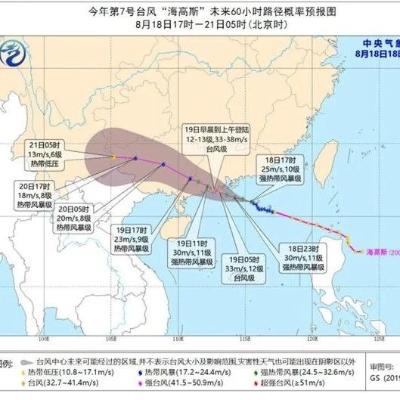 今年第7号台风“海高斯”未来60小时路径概率预报图
8月18日17时－21日05时(北京时)
中央气象
8月18日18
19日早晨到上午登陆
12-13级,33-38m/s
台风级
21日05时
13m/s,6级
热带低压
18日17时
25m/s,10级
强热带风暴级
20日17时
18m/s,8级
热带风暴级
20日05时
20m/s,8级
热带风暴级
19日17时
23m/s,9级
热带风暴级
19日11时
30m/s,11级
强热带风暴级
19日05时
33m/s,12级
台风级
18日23时
30m/s,11级
强热带风暴级
海高斯
图例:
台风中心未来可能经过的区域,并不表示台风大小及影响范围,灾害性天气也可能出现在阴影区以外
热带低压(10.8~17.1m/s)
热带风暴(17.2~24.4m/s)
强热带风暴(24.5~32.6m/s)
台风(32.7~41.4m/s)
强台风(41.5~50.9m/s)
超强台风(≥51m/s)
审图号
GS (2019